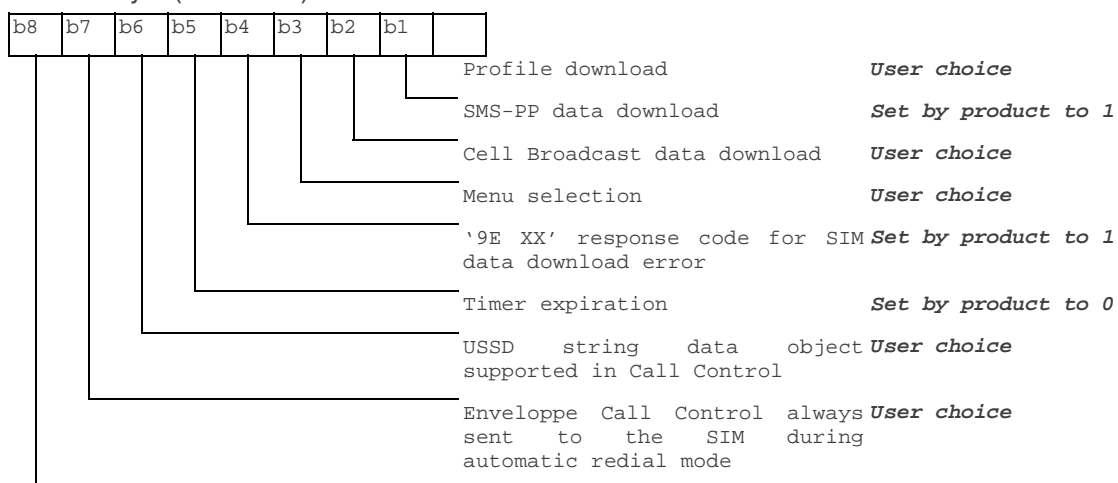 b8 b7 b6 b5 b4 b3 b2 b1
Profile download User choice
SMS-PP data download Set by product to 1
Cell Broadcast data download User choice
Menu selection User choice
‘9E XX’ response code for SIM Set by product to 1
data download error
Timer expiration Set by product to 0
USSD string data object User choice
supported in Call Control
Enveloppe Call Control always User choice
sent to the SIM during
automatic redial mode